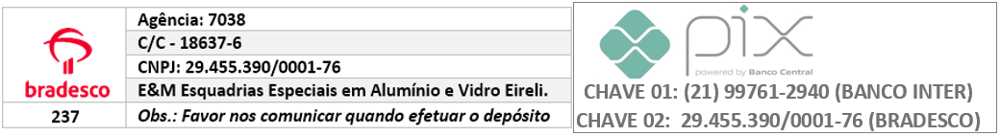 Agência: 7038
C/C - 18637-6
CNPJ: 29.455.390/0001-76
bradesco
E&M Esquadrias Especiais em Alumínio e Vidro Eireli.
237
Obs.: Favor nos comunicar quando efetuar o depósito
pix
powered by Banco Central
CHAVE 01: (21) 99761-2940 (BANCO INTER)
CHAVE 02: 29.455.390/0001-76 (BRADESCO)